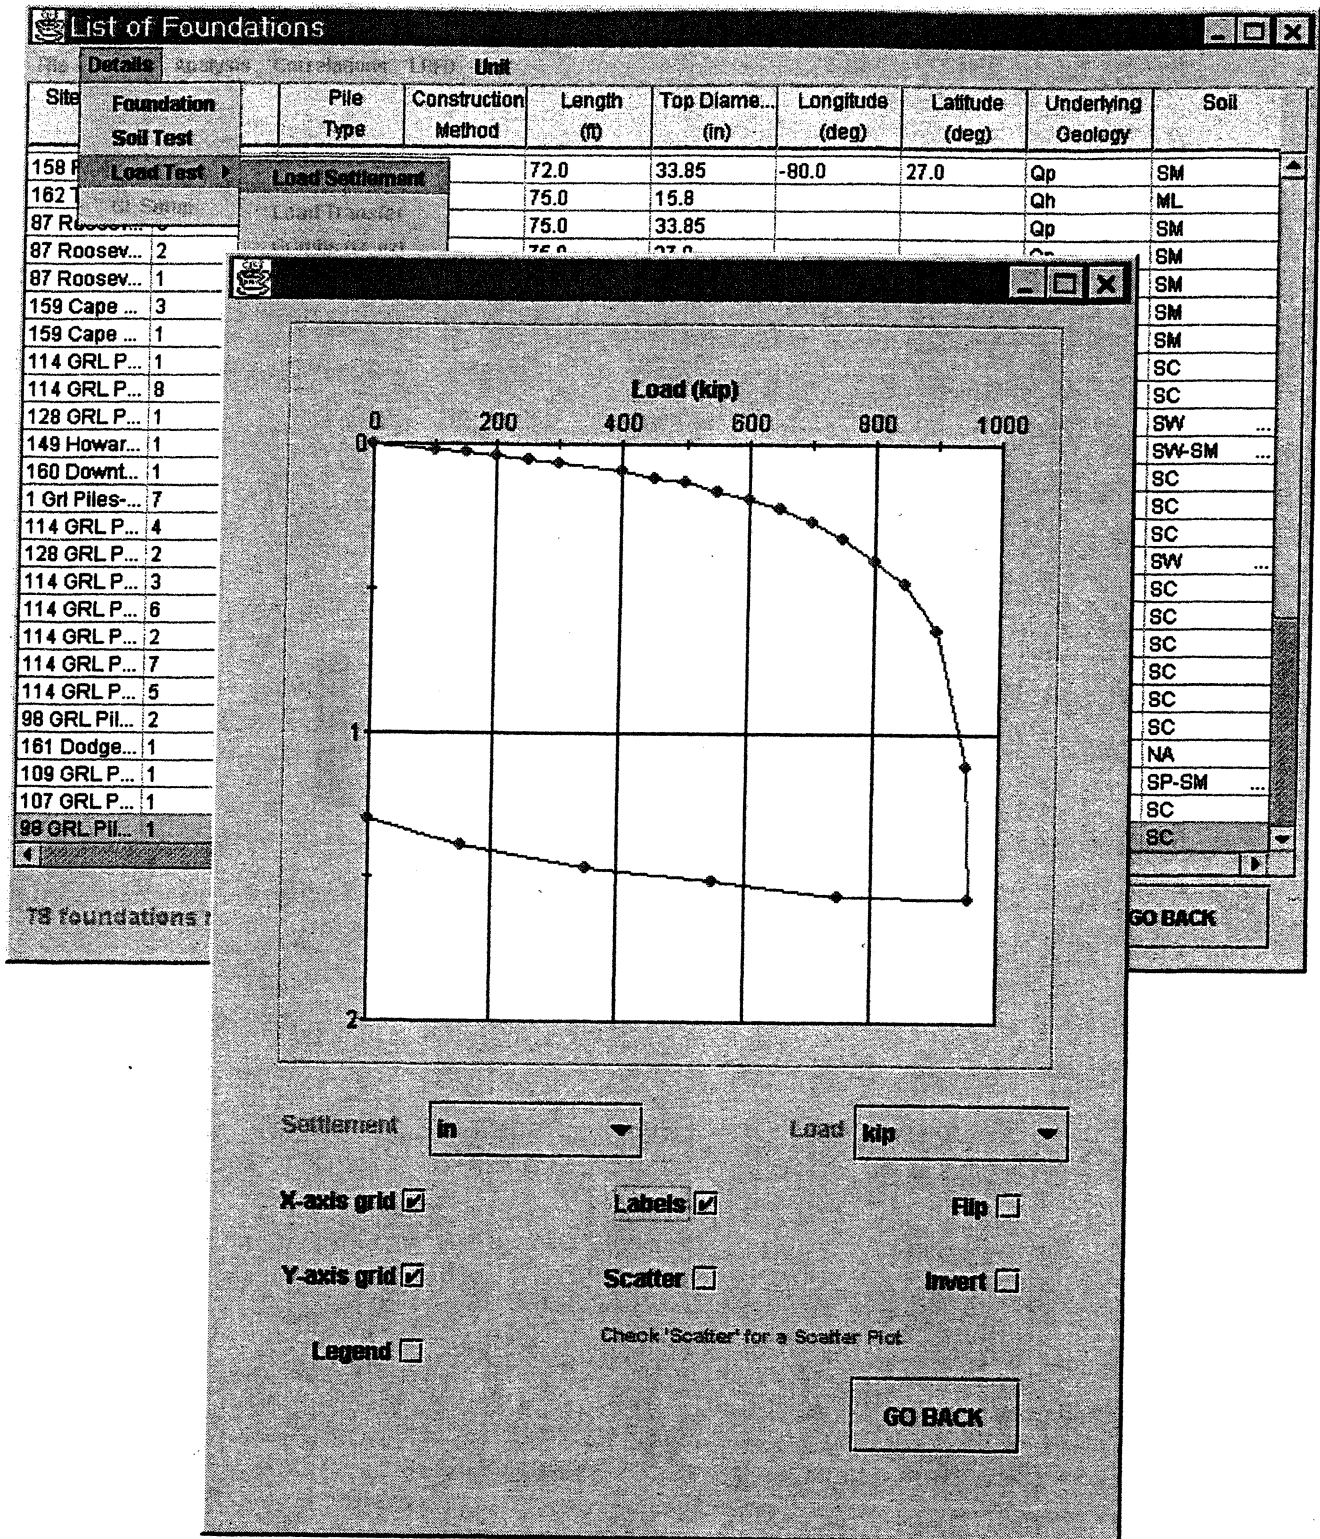 List of Foundations
File Details Analysis Correlations LRFD Unit
Site Pile Type Construction Method Length (ft) Top Diame... (in) Longitude (deg) Latitude (deg) Underlying Geology Soil
Foundation
Soil Test
Load Test
Load Settlement
Load Transfer
158 72.0 33.85 -80.0 27.0 Qp SM
162 75.0 15.8 Qh ML
87 75.0 33.85 Qp SM
87 Roosev... 2 SM
87 Roosev... 1 SM
159 Cape ... 3 SM
159 Cape ... 1 SM
114 GRL P... 1 SC
114 GRL P... 8 SC
128 GRL P... 1 SW ...
149 Howar... 1 SW-SM ...
160 Downt... 1 SC
1 Grl Piles-... 7 SC
114 GRL P... 4 SC
128 GRL P... 2 SW ...
114 GRL P... 3 SC
114 GRL P... 6 SC
114 GRL P... 2 SC
114 GRL P... 7 SC
114 GRL P... 5 SC
98 GRL Pil... 2 SC
161 Dodge... 1 NA
109 GRL P... 1 SP-SM ...
107 GRL P... 1 SC
98 GRL Pil... 1 SC
78 foundations
GO BACK
Load (kip)
0 200 400 600 800 1000
0
1
2
Settlement in Load kip
X-axis grid Labels Flip
Y-axis grid Scatter Invert
Legend Check 'Scatter' for a Scatter Plot
GO BACK